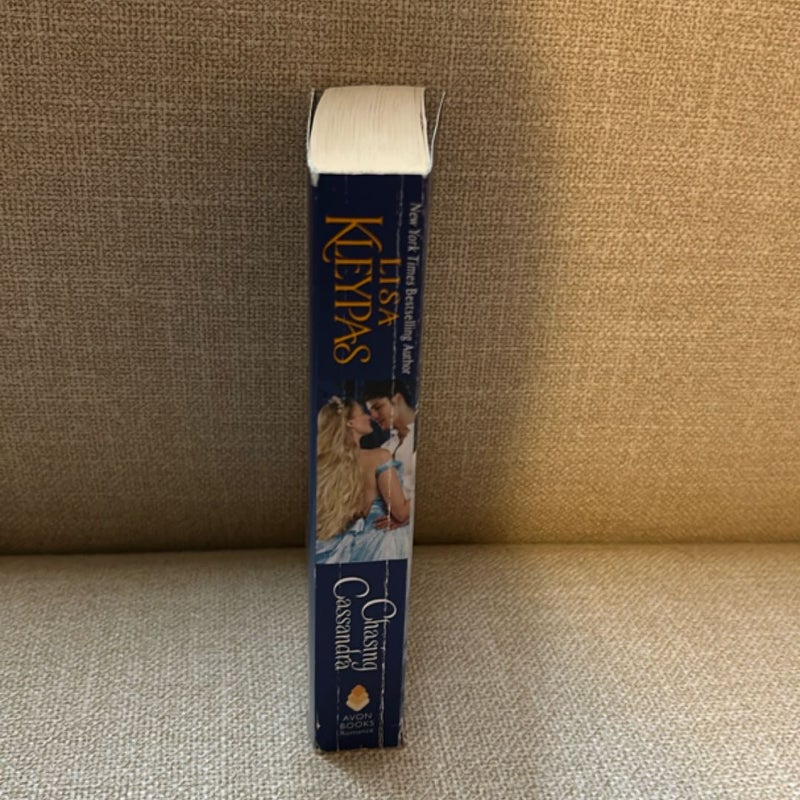 New York Times Bestselling Author
LISA
KLEYPAS
Chasing
Cassandra
AVON
BOOKS
Romance